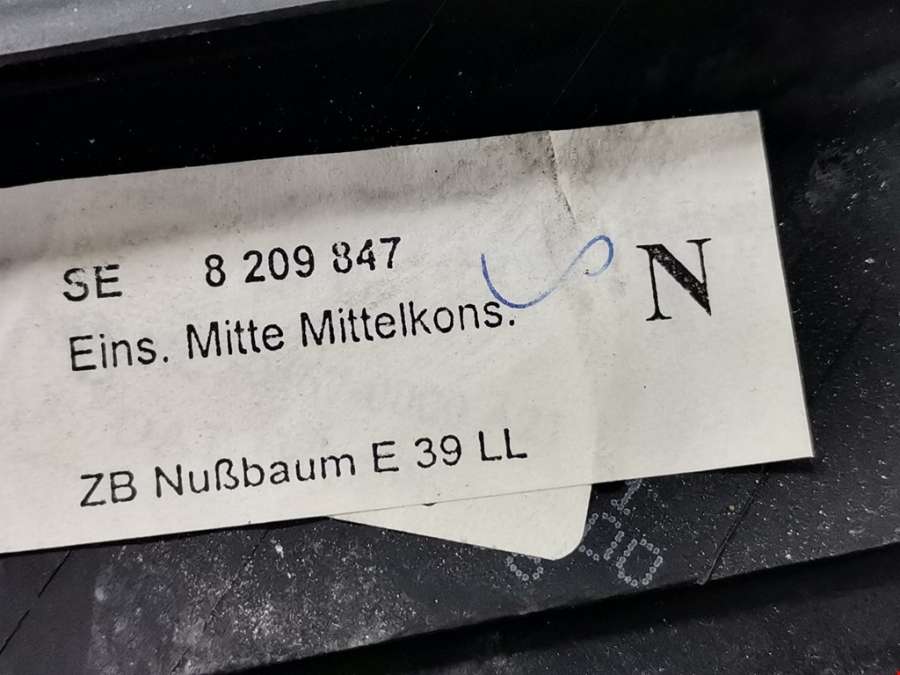 SE 8 209 847
Eins. Mitte Mittelkons.
N
ZB Nußbaum E 39 LL